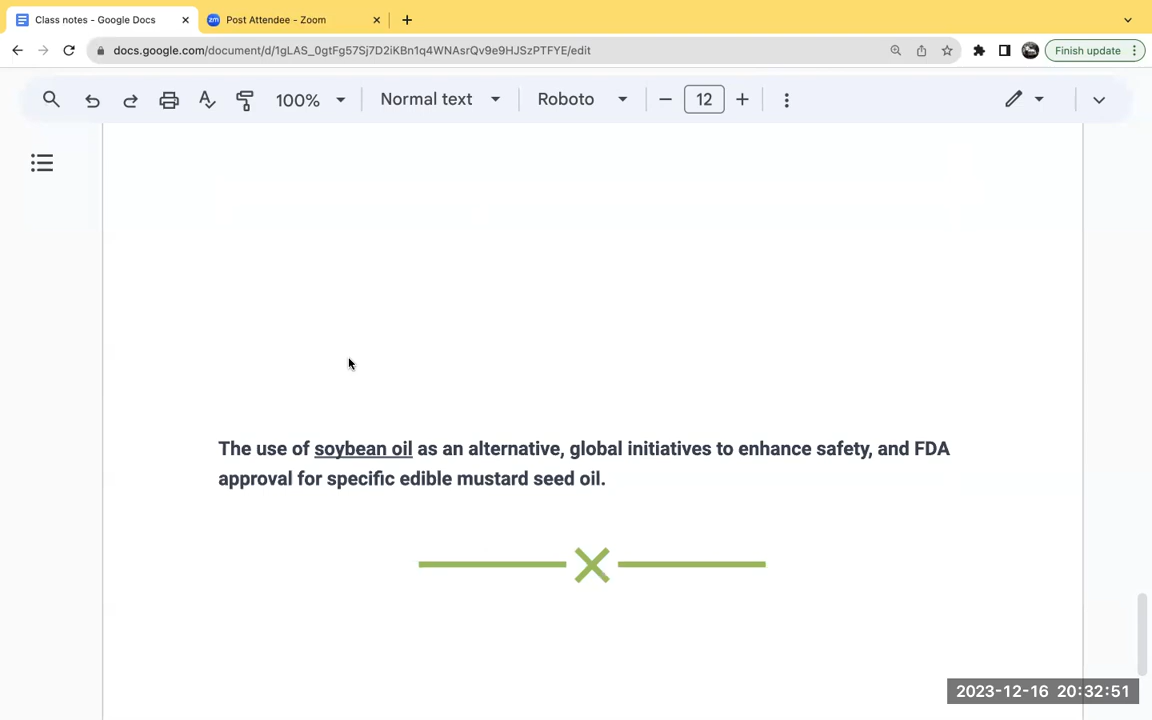 Class notes - Google Docs
zm Post Attendee - Zoom
docs.google.com/document/d/1gLAS_0gtFg57Sj7D2iKBn1q4WNAsrQv9e9HJSzPTFYE/edit
Finish update
100% Normal text Roboto 12
The use of soybean oil as an alternative, global initiatives to enhance safety, and FDA
approval for specific edible mustard seed oil.
2023-12-16 20:32:51